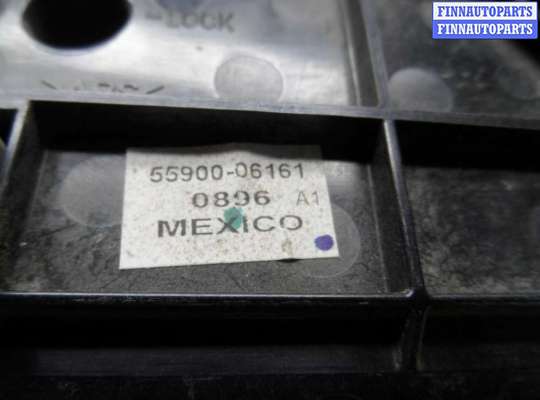 FINNAUTOPARTS
FINNAUTOPARTS
-LOCK
55900-06161
0896 A1
MEXICO